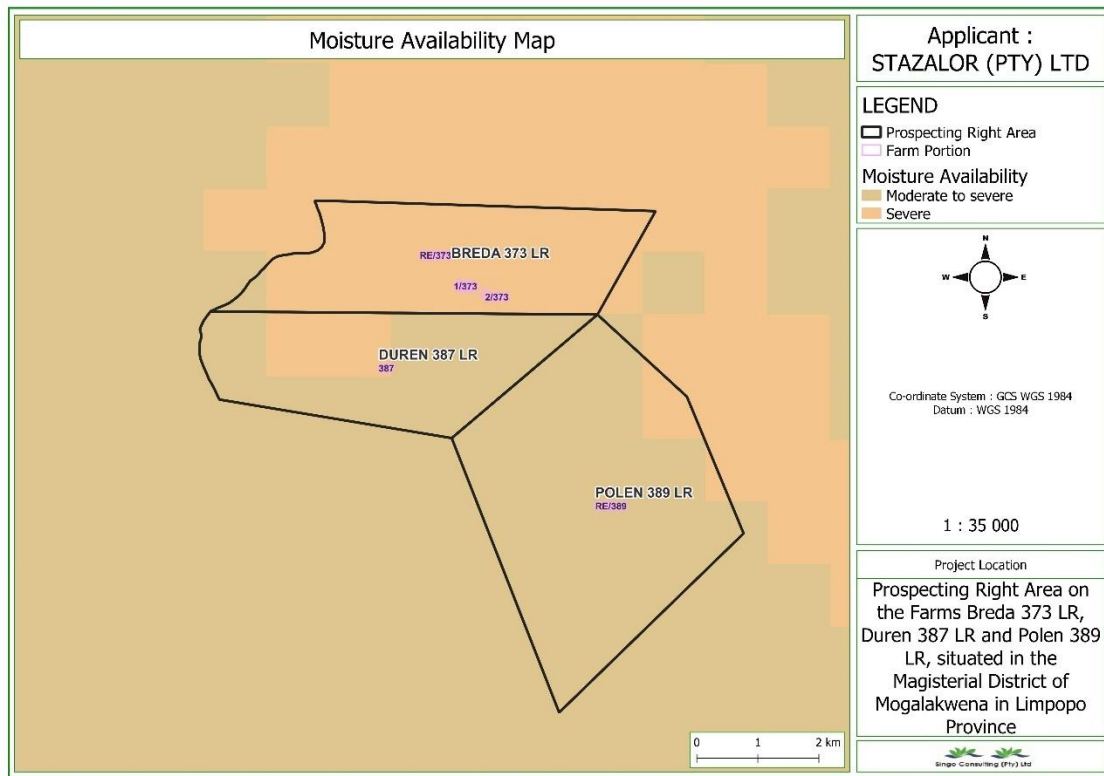 Moisture Availability Map
RE/373
BREDA 373 LR
1/373
2/373
DUREN 387 LR
387
POLEN 389 LR
RE/389
0 1 2 km
Applicant :
STAZALOR (PTY) LTD
LEGEND
Prospecting Right Area
Farm Portion
Moisture Availability
Moderate to severe
Severe
N
W E
S
Co-ordinate System : GCS WGS 1984
Datum : WGS 1984
1 : 35 000
Project Location
Prospecting Right Area on
the Farms Breda 373 LR,
Duren 387 LR and Polen 389
LR, situated in the
Magisterial District of
Mogalakwena in Limpopo
Province
Singo Consulting (Pty) Ltd